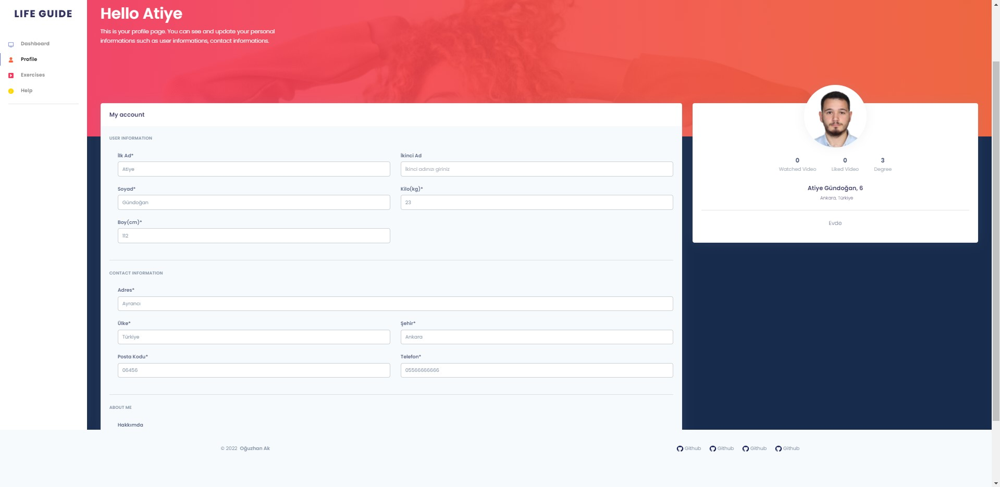 LIFE GUIDE
Dashboard
Profile
Exercises
Help
Hello Atiye
This is your profile page. You can see and update your personal
informations such as user informations, contact informations.
My account
USER INFORMATION
İlk Ad*
İkinci Ad
Atiye
İkinci adınızı giriniz
Soyad*
Kilo(kg)*
Gündoğan
23
Boy(cm)*
112
CONTACT INFORMATION
Adres*
Ayrancı
Ülke*
Şehir*
Türkiye
Ankara
Posta Kodu*
Telefon*
06456
05566666666
ABOUT ME
Hakkımda
0
0
3
Watched Video
Liked Video
Degree
Atiye Gündoğan, 6
Ankara, Türkiye
Evde
© 2022 Oğuzhan Ak
Github
Github
Github
Github